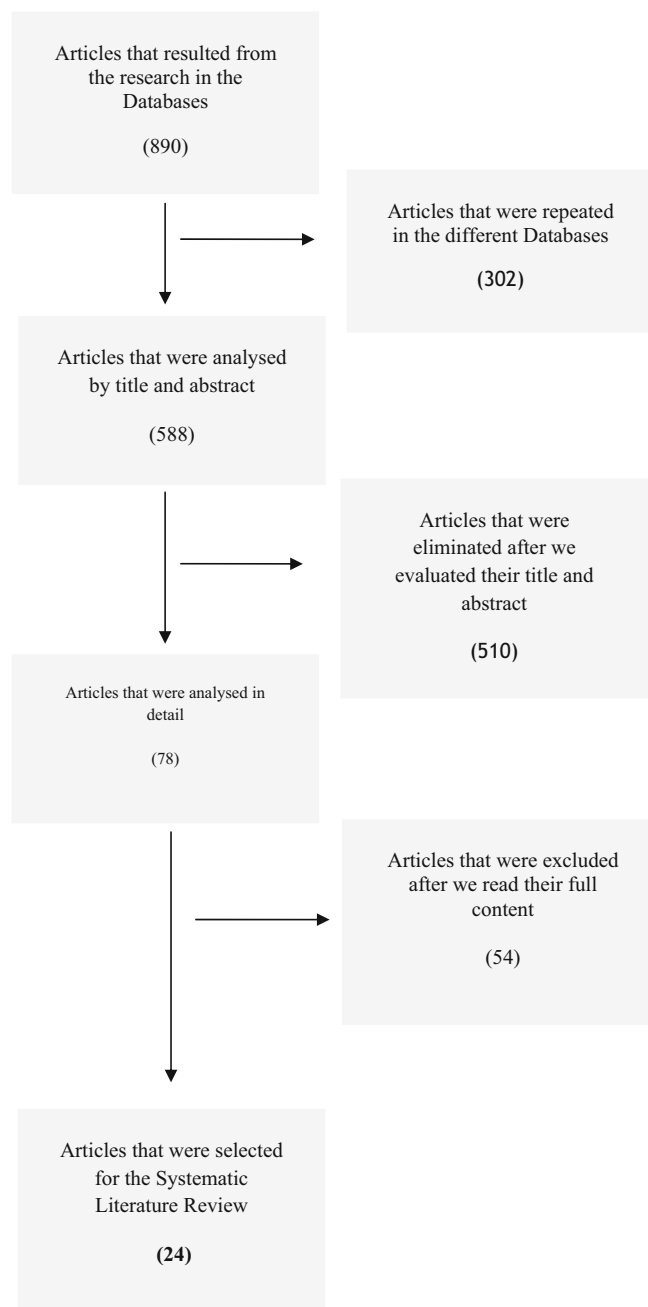 Articles that resulted from
the research in the
Databases
(890)
Articles that were repeated
in the different Databases
(302)
Articles that were analysed
by title and abstract
(588)
Articles that were
eliminated after we
evaluated their title and
abstract
(510)
Articles that were analysed in
detail
(78)
Articles that were excluded
after we read their full
content
(54)
Articles that were selected
for the Systematic
Literature Review
(24)